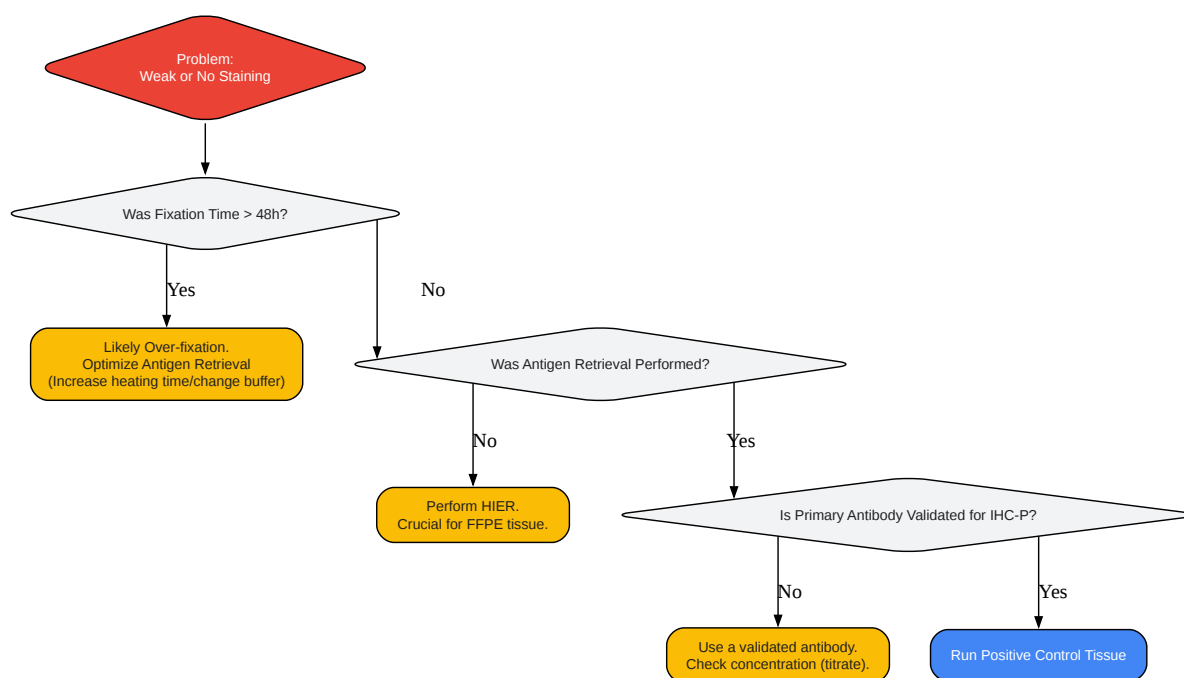 Problem:
Weak or No Staining
Was Fixation Time > 48h?
Yes
No
Likely Over-fixation.
Optimize Antigen Retrieval
(Increase heating time/change buffer)
Was Antigen Retrieval Performed?
No
Yes
Perform HIER.
Crucial for FFPE tissue.
Is Primary Antibody Validated for IHC-P?
No
Yes
Use a validated antibody.
Check concentration (titrate).
Run Positive Control Tissue